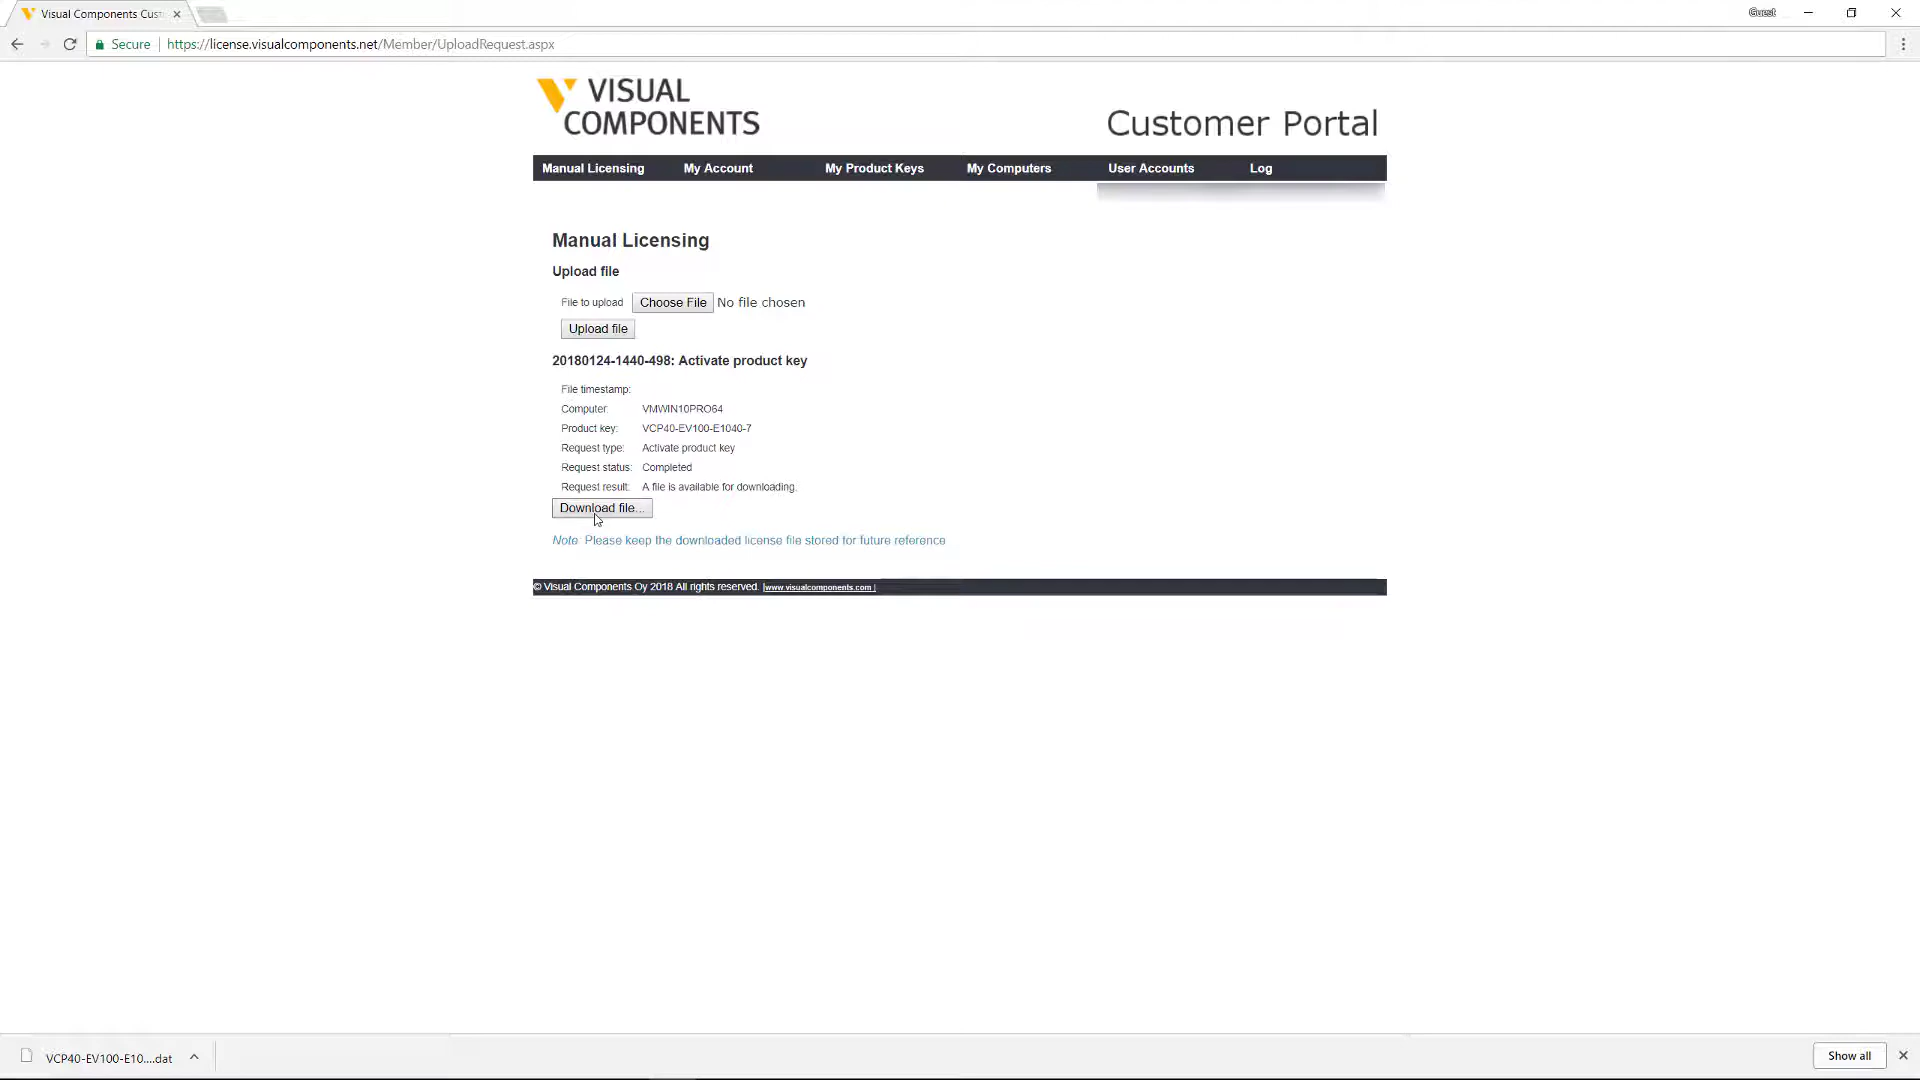 Visual Components Cus
Guest
Secure
https://license.visualcomponents.net/Member/UploadRequest.aspx
VISUAL
COMPONENTS
Customer Portal
Manual Licensing
My Account
My Product Keys
My Computers
User Accounts
Log
Manual Licensing
Upload file
File to upload
Choose File
No file chosen
Upload file
20180124-1440-498: Activate product key
File timestamp:
Computer: VMWIN10PRO64
Product key: VCP40-EV100-E1040-7
Request type: Activate product key
Request status: Completed
Request result: A file is available for downloading.
Download file...
Note: Please keep the downloaded license file stored for future reference
© Visual Components Oy 2018 All rights reserved. |www.visualcomponents.com |
VCP40-EV100-E10....dat
Show all